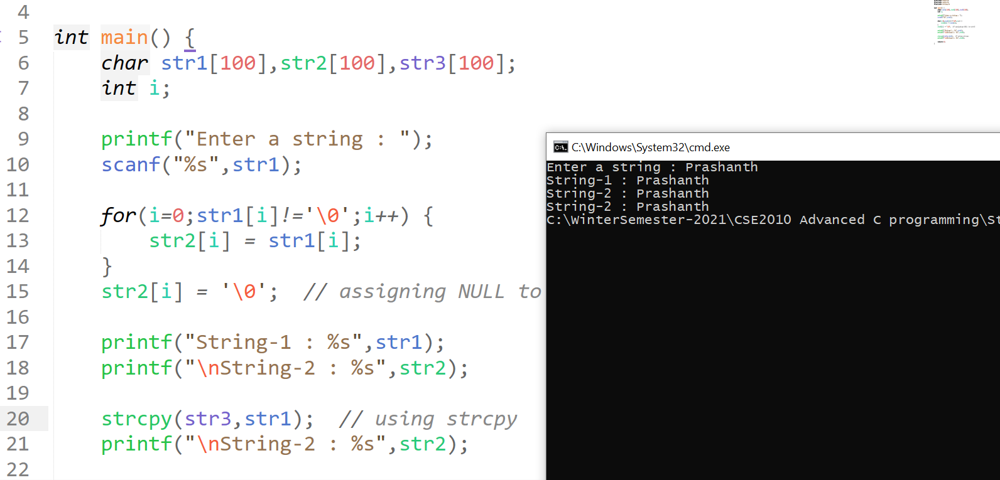 4
5 int main() {
6 char str1[100],str2[100],str3[100];
7 int i;
8
9 printf("Enter a string : ");
10 scanf("%s",str1);
11
12 for(i=0;str1[i]!='\0';i++) {
13 str2[i] = str1[i];
14 }
15 str2[i] = '\0'; // assigning NULL to
16
17 printf("String-1 : %s",str1);
18 printf("\nString-2 : %s",str2);
19
20 strcpy(str3,str1); // using strcpy
21 printf("\nString-2 : %s",str2);
22
C:\Windows\System32\cmd.exe
Enter a string : Prashanth
String-1 : Prashanth
String-2 : Prashanth
String-2 : Prashanth
C:\WinterSemester-2021\CSE2010 Advanced C programming\St